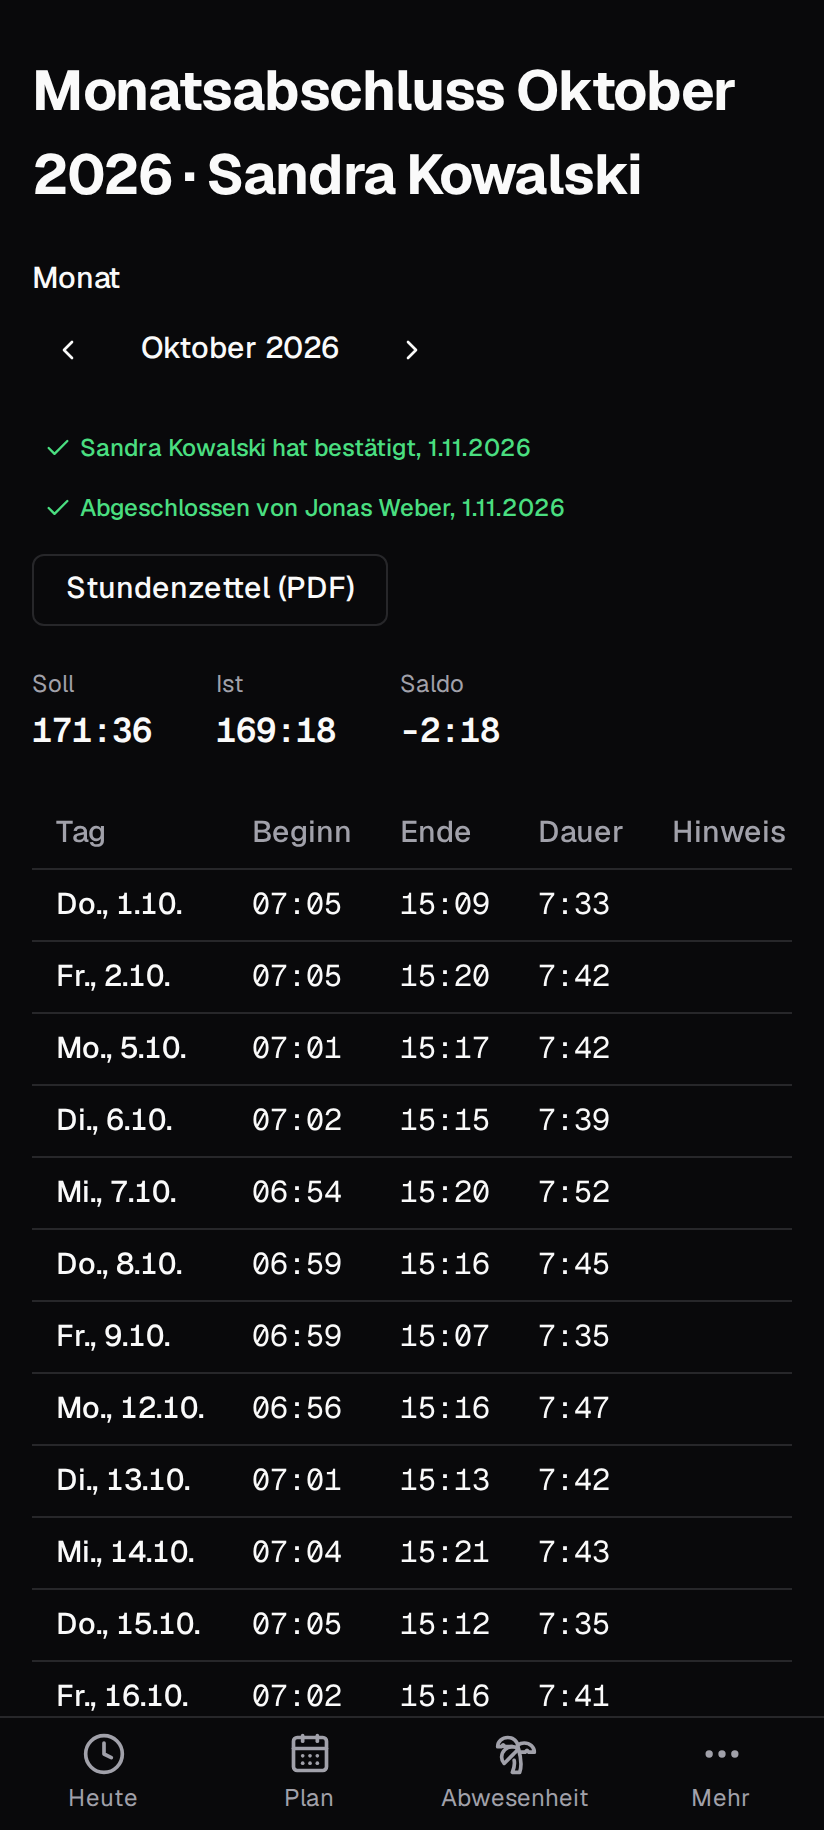 Monatsabschluss Oktober
2026 · Sandra Kowalski
Monat
Oktober 2026
Sandra Kowalski hat bestätigt, 1.11.2026
Abgeschlossen von Jonas Weber, 1.11.2026
Stundenzettel (PDF)
Soll Ist Saldo
171:36 169:18 -2:18
Tag Beginn Ende Dauer Hinweis
Do., 1.10. 07:05 15:09 7:33
Fr., 2.10. 07:05 15:20 7:42
Mo., 5.10. 07:01 15:17 7:42
Di., 6.10. 07:02 15:15 7:39
Mi., 7.10. 06:54 15:20 7:52
Do., 8.10. 06:59 15:16 7:45
Fr., 9.10. 06:59 15:07 7:35
Mo., 12.10. 06:56 15:16 7:47
Di., 13.10. 07:01 15:13 7:42
Mi., 14.10. 07:04 15:21 7:43
Do., 15.10. 07:05 15:12 7:35
Fr., 16.10. 07:02 15:16 7:41
Heute Plan Abwesenheit Mehr